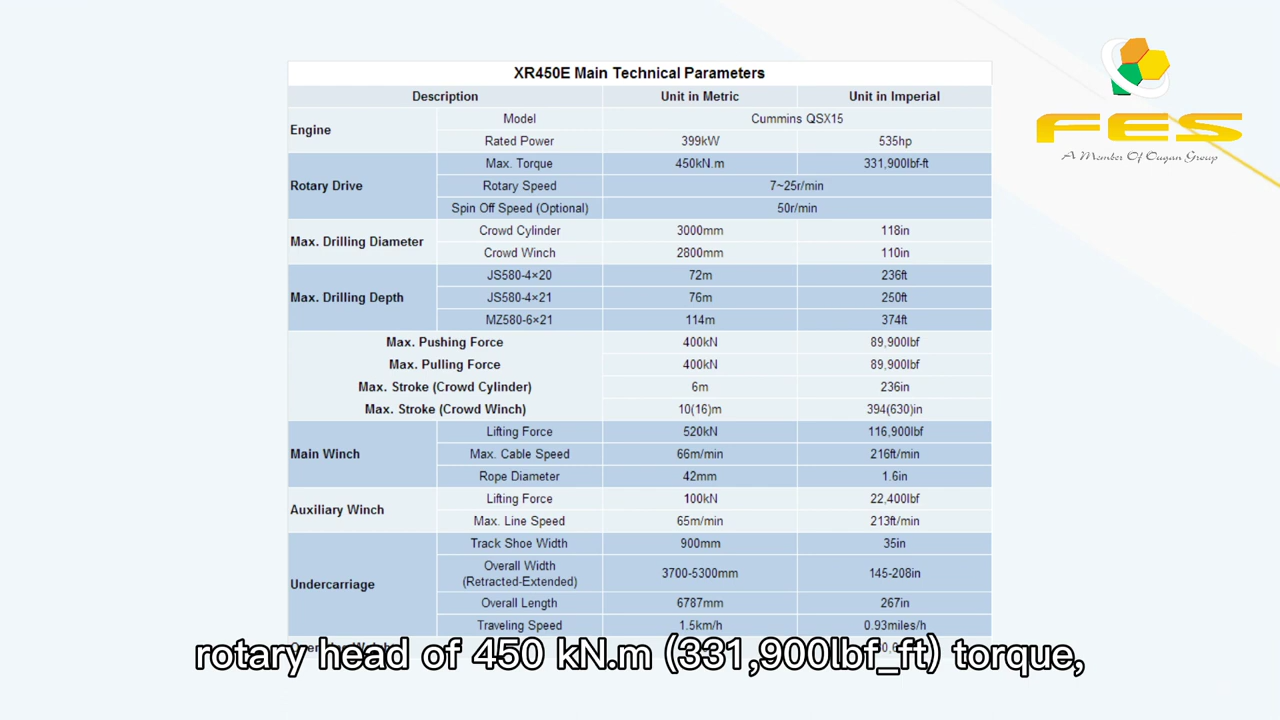 XR450E Main Technical Parameters
Description Unit in Metric Unit in Imperial
Engine Model Cummins QSX15
Rated Power 399kW 535hp
Rotary Drive Max. Torque 450kN.m 331,900lbf-ft
Rotary Speed 7~25r/min
Spin Off Speed (Optional) 50r/min
Max. Drilling Diameter Crowd Cylinder 3000mm 118in
Crowd Winch 2800mm 110in
Max. Drilling Depth JS580-4×20 72m 236ft
JS580-4×21 76m 250ft
MZ580-6×21 114m 374ft
Max. Pushing Force 400kN 89,900lbf
Max. Pulling Force 400kN 89,900lbf
Max. Stroke (Crowd Cylinder) 6m 236in
Max. Stroke (Crowd Winch) 10(16)m 394(630)in
Main Winch Lifting Force 520kN 116,900lbf
Max. Cable Speed 66m/min 216ft/min
Rope Diameter 42mm 1.6in
Auxiliary Winch Lifting Force 100kN 22,400lbf
Max. Line Speed 65m/min 213ft/min
Undercarriage Track Shoe Width 900mm 35in
Overall Width (Retracted-Extended) 3700-5300mm 145-208in
Overall Length 6787mm 267in
Traveling Speed 1.5km/h 0.93miles/h
rotary head of 450 kN.m (331,900lbf_ft) torque,
FES
A Member Of Ougan Group